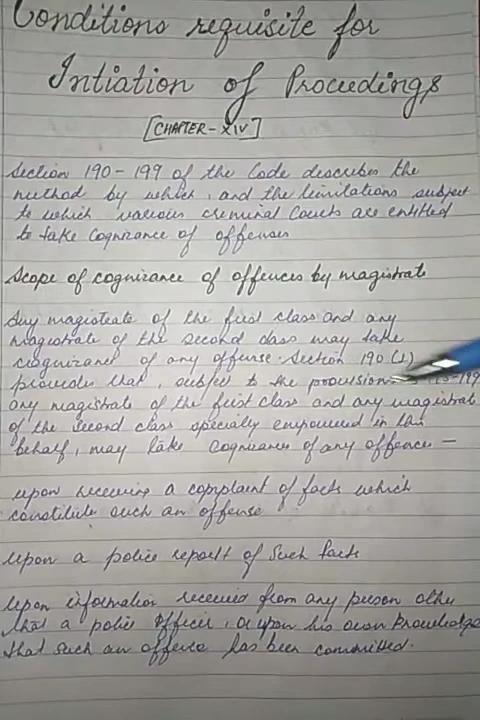 Conditions requisite for
Intiation of Proceedings
[CHAPTER-XIV]
Section 190-199 of the Code describes the
method by which, and the limitations subject
to which various criminal Courts are entitled
to take Cognizance of offenses
Scope of cognizance of offences by magistrate
Any magistrate of the first class and any
magistrate of the second class may take
cognizance of any offense. Section 190 (1)
provides that, subject to the provisions 195-199
any magistrate of the first class and any magistrate
of the second class specially empowered in this
behalf, may take Cognizance of any offence -
upon receiving a complaint of facts which
constitute such an offense
Upon a police report of such facts
Upon information received from any person other
that a police officer, or upon his own knowledge
that such an offence has been committed.